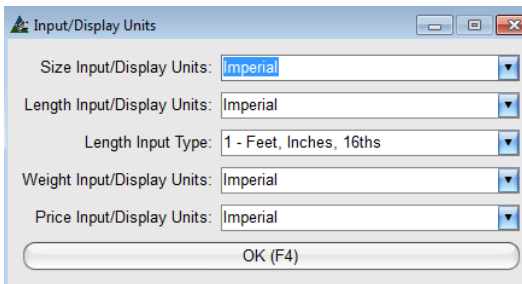 Input/Display Units
Size Input/Display Units: Imperial
Length Input/Display Units: Imperial
Length Input Type: 1 - Feet, Inches, 16ths
Weight Input/Display Units: Imperial
Price Input/Display Units: Imperial
OK (F4)